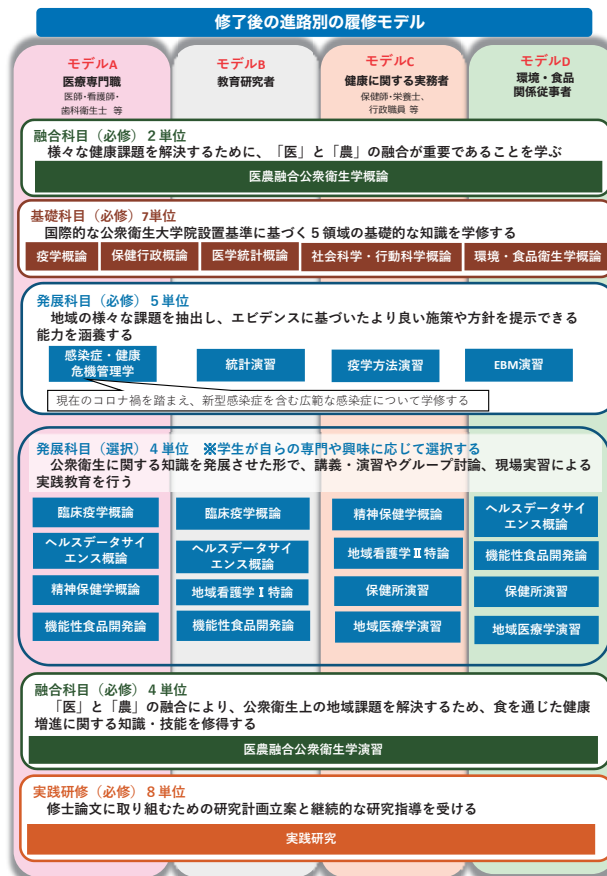 修了後の進路別の履修モデル
モデルA
医療専門職
医師・看護師・
歯科衛生士 等
モデルB
教育研究者
モデルC
健康に関する実務者
保健師・栄養士、
行政職員 等
モデルD
環境・食品
関係従事者
融合科目（必修）２単位
様々な健康課題を解決するために、「医」と「農」の融合が重要であることを学ぶ
医農融合公衆衛生学概論
基礎科目（必修）7単位
国際的な公衆衛生大学院設置基準に基づく５領域の基礎的な知識を学修する
疫学概論
保健行政概論
医学統計概論
社会科学・行動科学概論
環境・食品衛生学概論
発展科目（必修）５単位
地域の様々な課題を抽出し、エビデンスに基づいたより良い施策や方針を提示できる
能力を涵養する
感染症・健康
危機管理学
統計演習
疫学方法演習
EBM演習
現在のコロナ禍を踏まえ、新型感染症を含む広範な感染症について学修する
発展科目（選択）４単位　※学生が自らの専門や興味に応じて選択する
公衆衛生に関する知識を発展させた形で、講義・演習やグループ討論、現場実習による
実践教育を行う
臨床疫学概論
ヘルスデータサイ
エンス概論
精神保健学概論
機能性食品開発論
臨床疫学概論
ヘルスデータサイ
エンス概論
地域看護学Ⅰ特論
機能性食品開発論
精神保健学概論
地域看護学Ⅱ特論
保健所演習
地域医療学演習
ヘルスデータサイ
エンス概論
機能性食品開発論
保健所演習
地域医療学演習
融合科目（必修）４単位
「医」と「農」の融合により、公衆衛生上の地域課題を解決するため、食を通じた健康
増進に関する知識・技能を修得する
医農融合公衆衛生学演習
実践研修（必修）８単位
修士論文に取り組むための研究計画立案と継続的な研究指導を受ける
実践研究